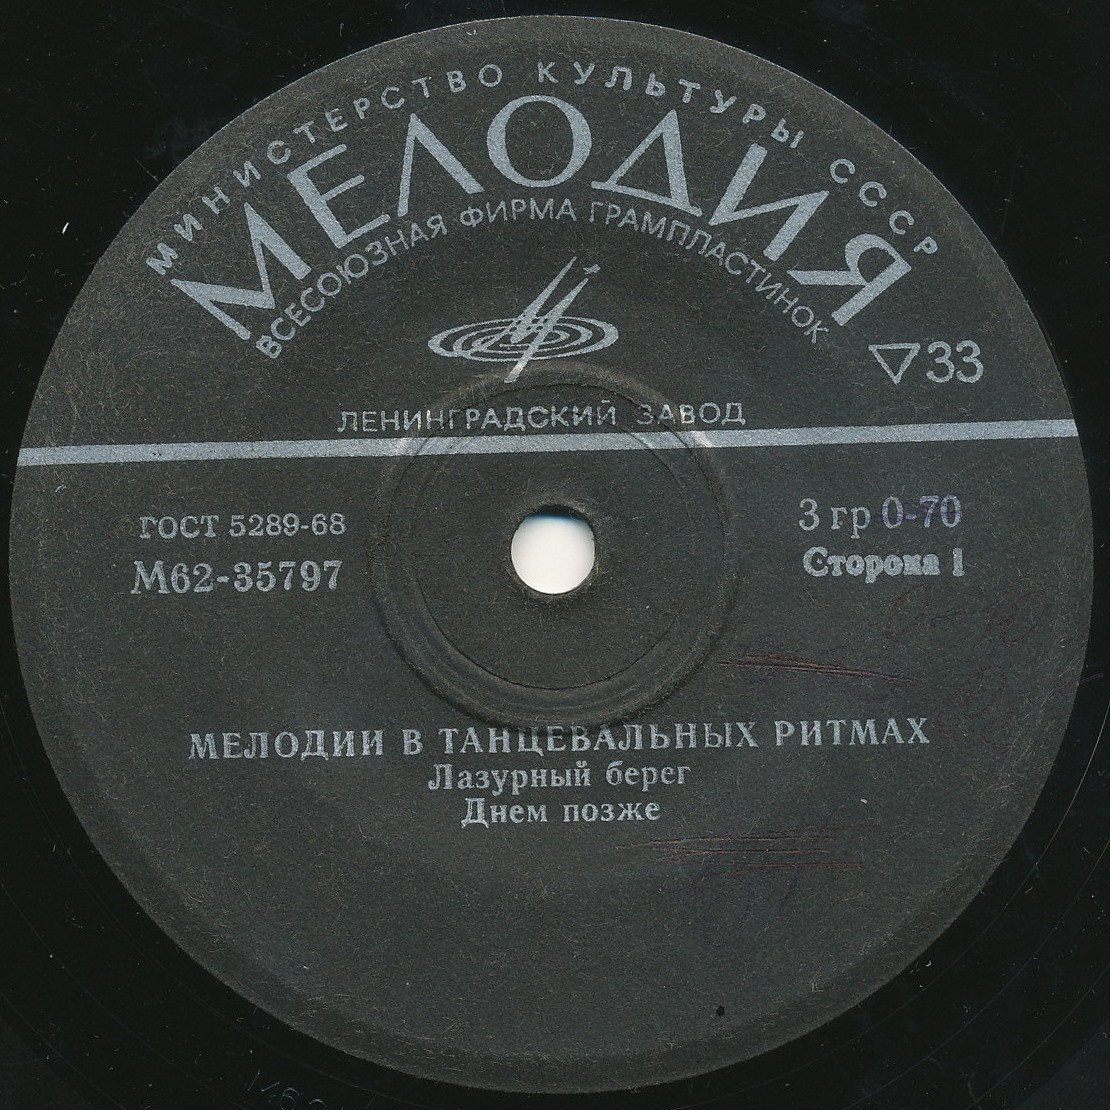 МИНИСТЕРСТВО КУЛЬТУРЫ СССР
МЕЛОДИЯ
ВСЕСОЮЗНАЯ ФИРМА ГРАМПЛАСТИНОК
33
ЛЕНИНГРАДСКИЙ ЗАВОД
ГОСТ 5289-68
М62-35797
3 гр 0-70
Сторона 1
МЕЛОДИИ В ТАНЦЕВАЛЬНЫХ РИТМАХ
Лазурный берег
Днем позже